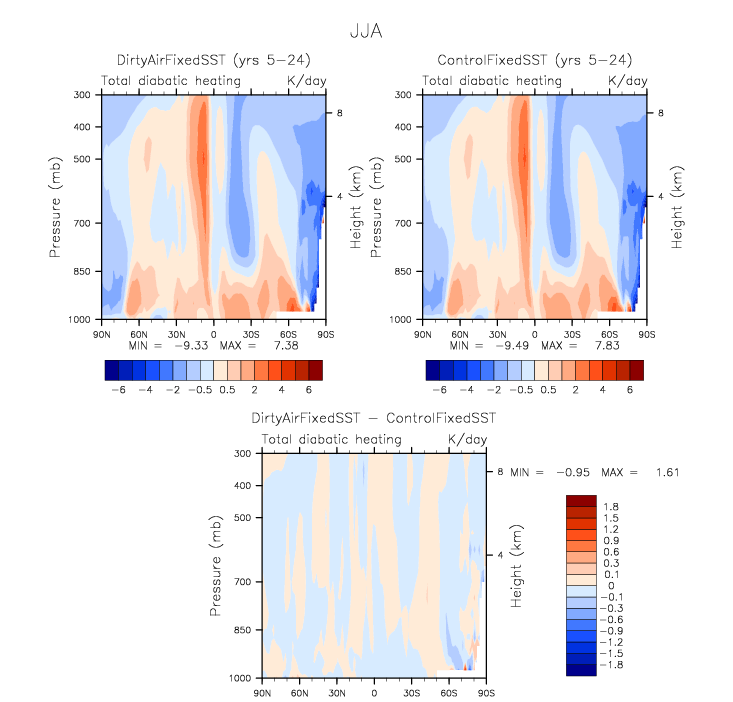 JJA
DirtyAirFixedSST (yrs 5-24)
Total diabatic heating K/day
300
400
500
700
850
1000
Pressure (mb)
8
4
Height (km)
90N 60N 30N 0 30S 60S 90S
MIN = -9.33 MAX = 7.38
-6 -4 -2 -0.5 0.5 2 4 6
ControlFixedSST (yrs 5-24)
Total diabatic heating K/day
300
400
500
700
850
1000
Pressure (mb)
8
4
Height (km)
90N 60N 30N 0 30S 60S 90S
MIN = -9.49 MAX = 7.83
-6 -4 -2 -0.5 0.5 2 4 6
DirtyAirFixedSST - ControlFixedSST
Total diabatic heating K/day
300
400
500
700
850
1000
Pressure (mb)
8
4
Height (km)
90N 60N 30N 0 30S 60S 90S
MIN = -0.95 MAX = 1.61
1.8
1.5
1.2
0.9
0.6
0.3
0.1
0
-0.1
-0.3
-0.6
-0.9
-1.2
-1.5
-1.8